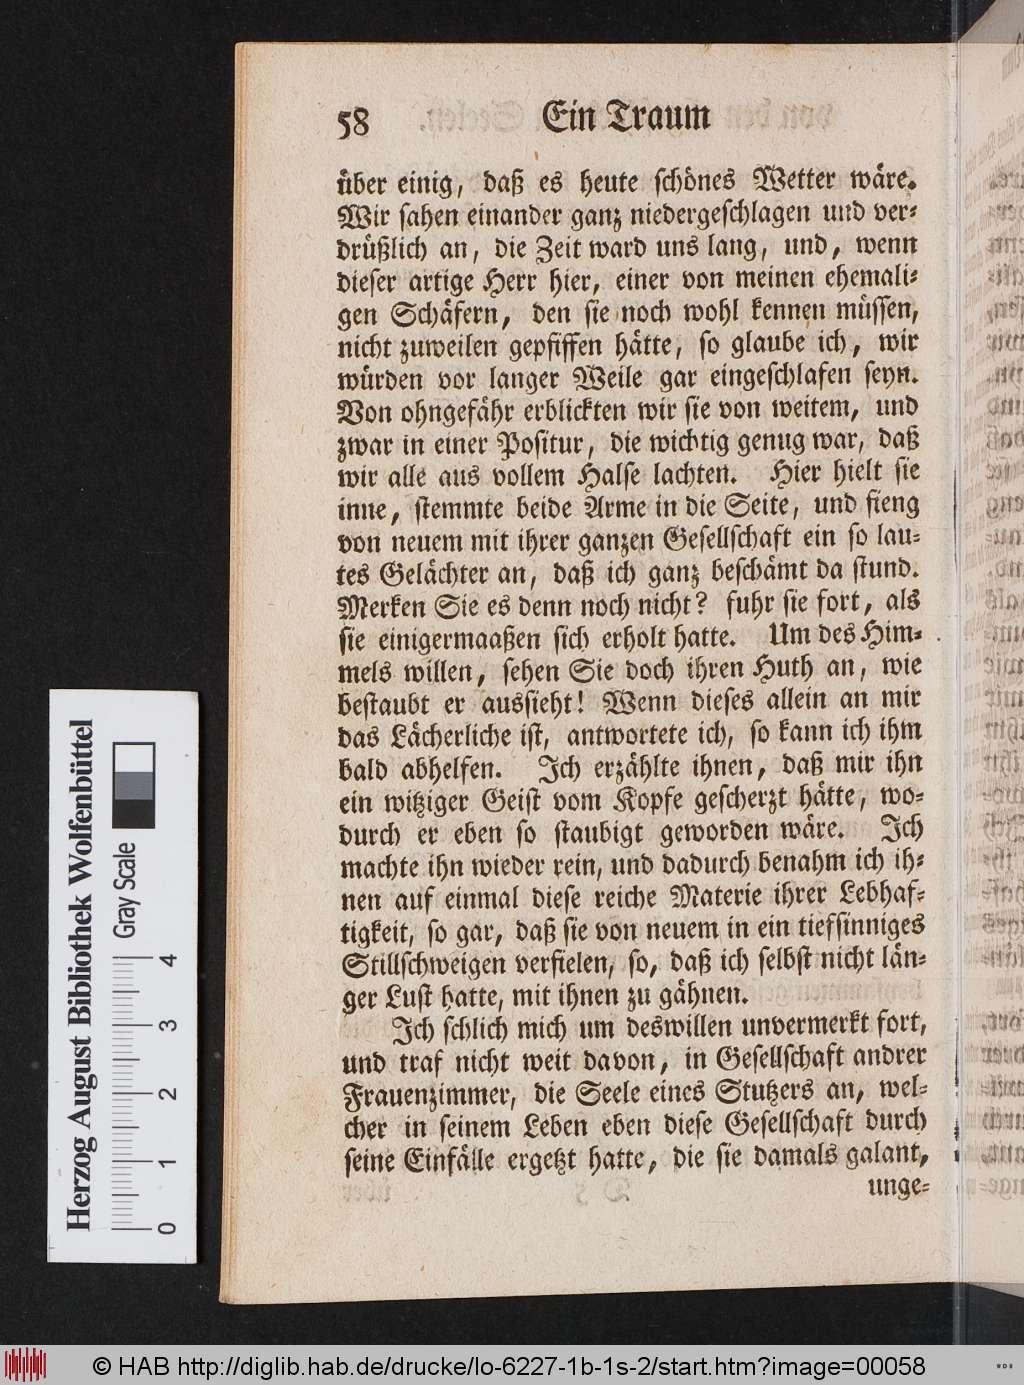 58 Ein Traum
über einig, daß es heute schönes Wetter wäre.
Wir sahen einander ganz niedergeschlagen und ver-
drüßlich an, die Zeit ward uns lang, und, wenn
dieser artige Herr hier, einer von meinen ehemali-
gen Schäfern, den sie noch wohl kennen müssen,
nicht zuweilen gepfiffen hätte, so glaube ich, wir
würden vor langer Weile gar eingeschlafen seyn.
Von ohngefähr erblickten wir sie von weitem, und
zwar in einer Positur, die wichtig genug war, daß
wir alle aus vollem Halse lachten. Hier hielt sie
inne, stemmte beide Arme in die Seite, und fieng
von neuem mit ihrer ganzen Gesellschaft ein so lau-
tes Gelächter an, daß ich ganz beschämt da stund.
Merken Sie es denn noch nicht? fuhr sie fort, als
sie einigermaaßen sich erholt hatte. Um des Him-
mels willen, sehen Sie doch ihren Huth an, wie
bestaubt er aussieht! Wenn dieses allein an mir
das Lächerliche ist, antwortete ich, so kann ich ihm
bald abhelfen. Ich erzählte ihnen, daß mir ihn
ein witziger Geist vom Kopfe gescherzt hätte, wo-
durch er eben so staubigt geworden wäre. Ich
machte ihn wieder rein, und dadurch benahm ich ih-
nen auf einmal diese reiche Materie ihrer Lebhaf-
tigkeit, so gar, daß sie von neuem in ein tiefsinniges
Stillschweigen verfielen, so, daß ich selbst nicht län-
ger Lust hatte, mit ihnen zu gähnen.
Ich schlich mich um deswillen unvermerkt fort,
und traf nicht weit davon, in Gesellschaft andrer
Frauenzimmer, die Seele eines Stutzers an, wel-
cher in seinem Leben eben diese Gesellschaft durch
seine Einfälle ergetzt hatte, die sie damals galant,
unge-
Herzog August Bibliothek Wolfenbüttel
Gray Scale
0 1 2 3 4
© HAB http://diglib.hab.de/drucke/lo-6227-1b-1s-2/start.htm?image=00058